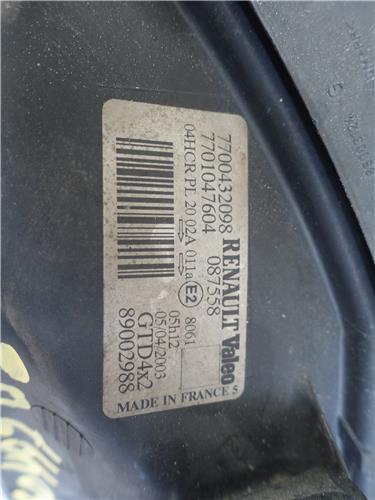 7700432098 RENAULT Valeo
7701047604 087558
04HCR PL 20 02A 011a E2 8061
05h12
05/04/2003
GTD4x2
89002988
MADE IN FRANCE 5